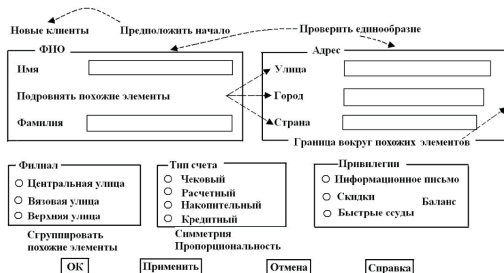 Новые клиенты
Предположить начало
Проверить единообразие
ФИО
Адрес
Имя
Улица
Подровнять похожие элементы
Город
Фамилия
Страна
Граница вокруг похожих элементов
Филиал
Тип счета
Привилегии
Центральная улица
Вязовая улица
Верхняя улица
Чековый
Расчетный
Накопительный
Кредитный
Информационное письмо
Скидки
Баланс
Быстрые ссуды
Сгруппировать
похожие элементы
Симметрия
Пропорциональность
ОК
Применить
Отмена
Справка